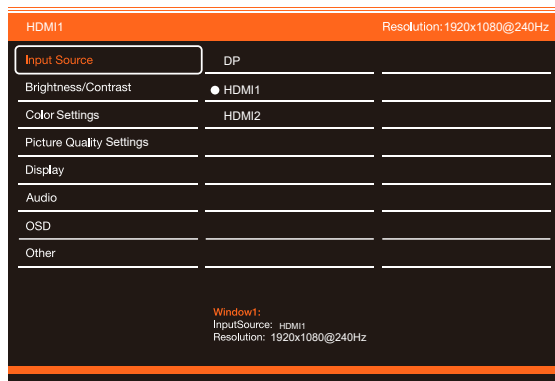 HDMI1 Resolution:1920x1080@240Hz
Input Source DP
Brightness/Contrast HDMI1
Color Settings HDMI2
Picture Quality Settings
Display
Audio
OSD
Other
Window1:
InputSource: HDMI1
Resolution: 1920x1080@240Hz